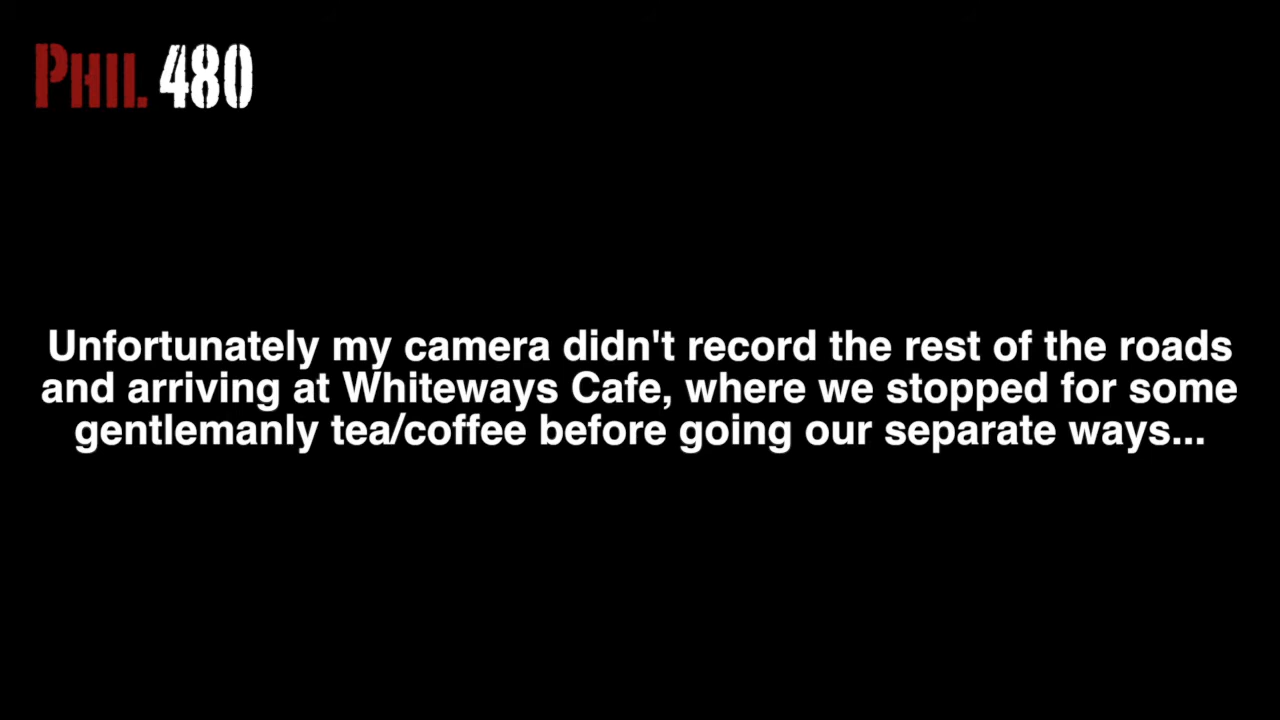 Phil 480
Unfortunately my camera didn't record the rest of the roads
and arriving at Whiteways Cafe, where we stopped for some
gentlemanly tea/coffee before going our separate ways...